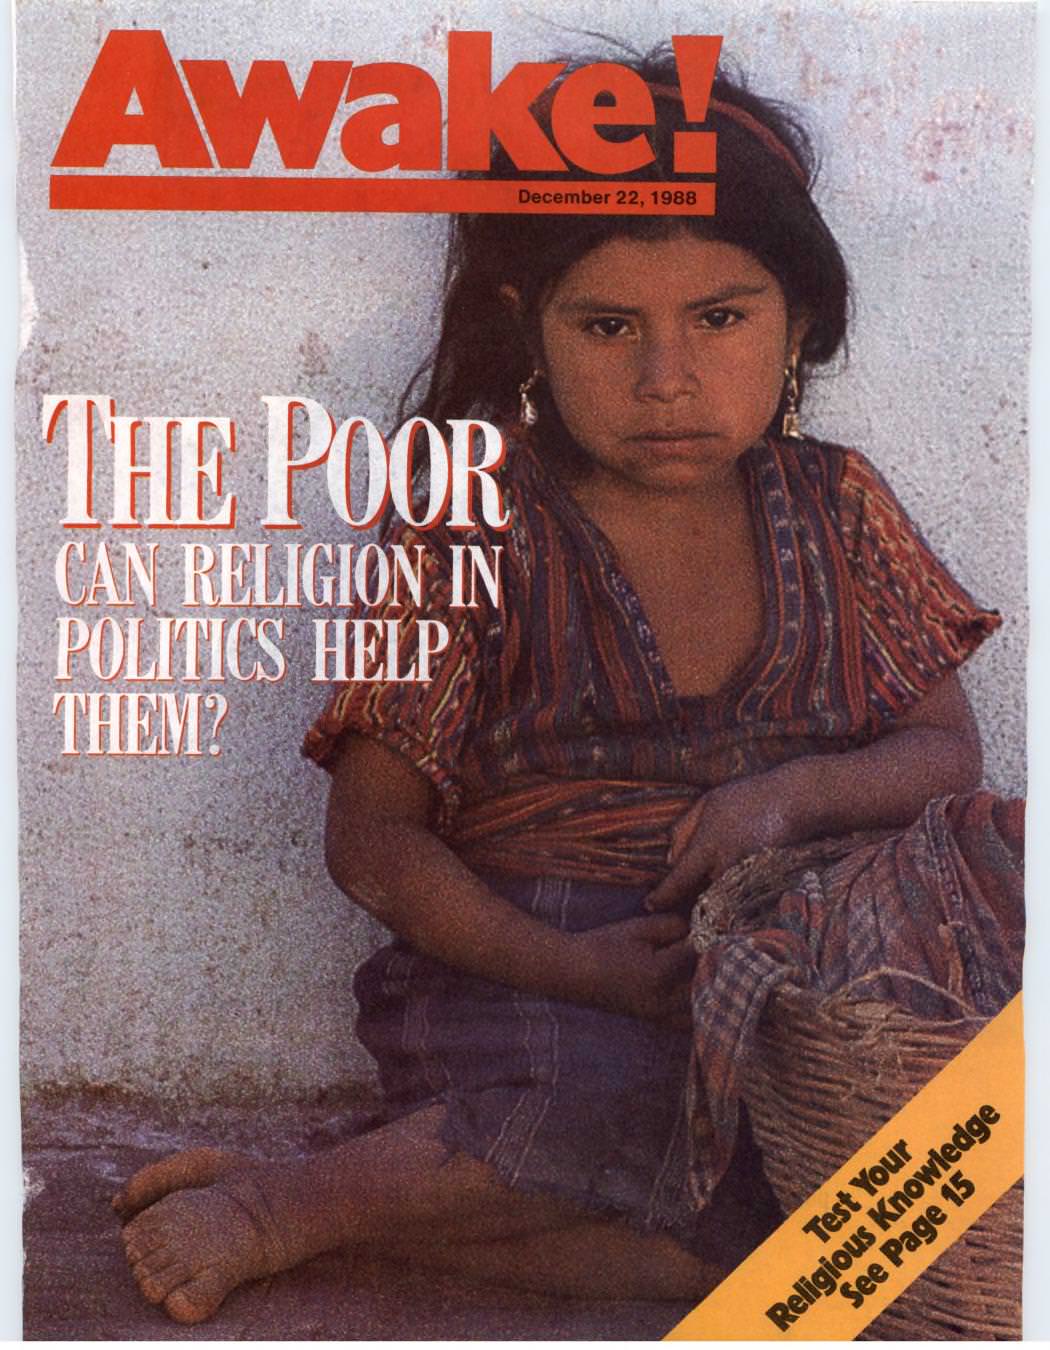 Awake!
December 22, 1988
THE POOR
CAN RELIGION IN
POLITICS HELP
THEM?
Test Your
Religious Knowledge
See Page 15